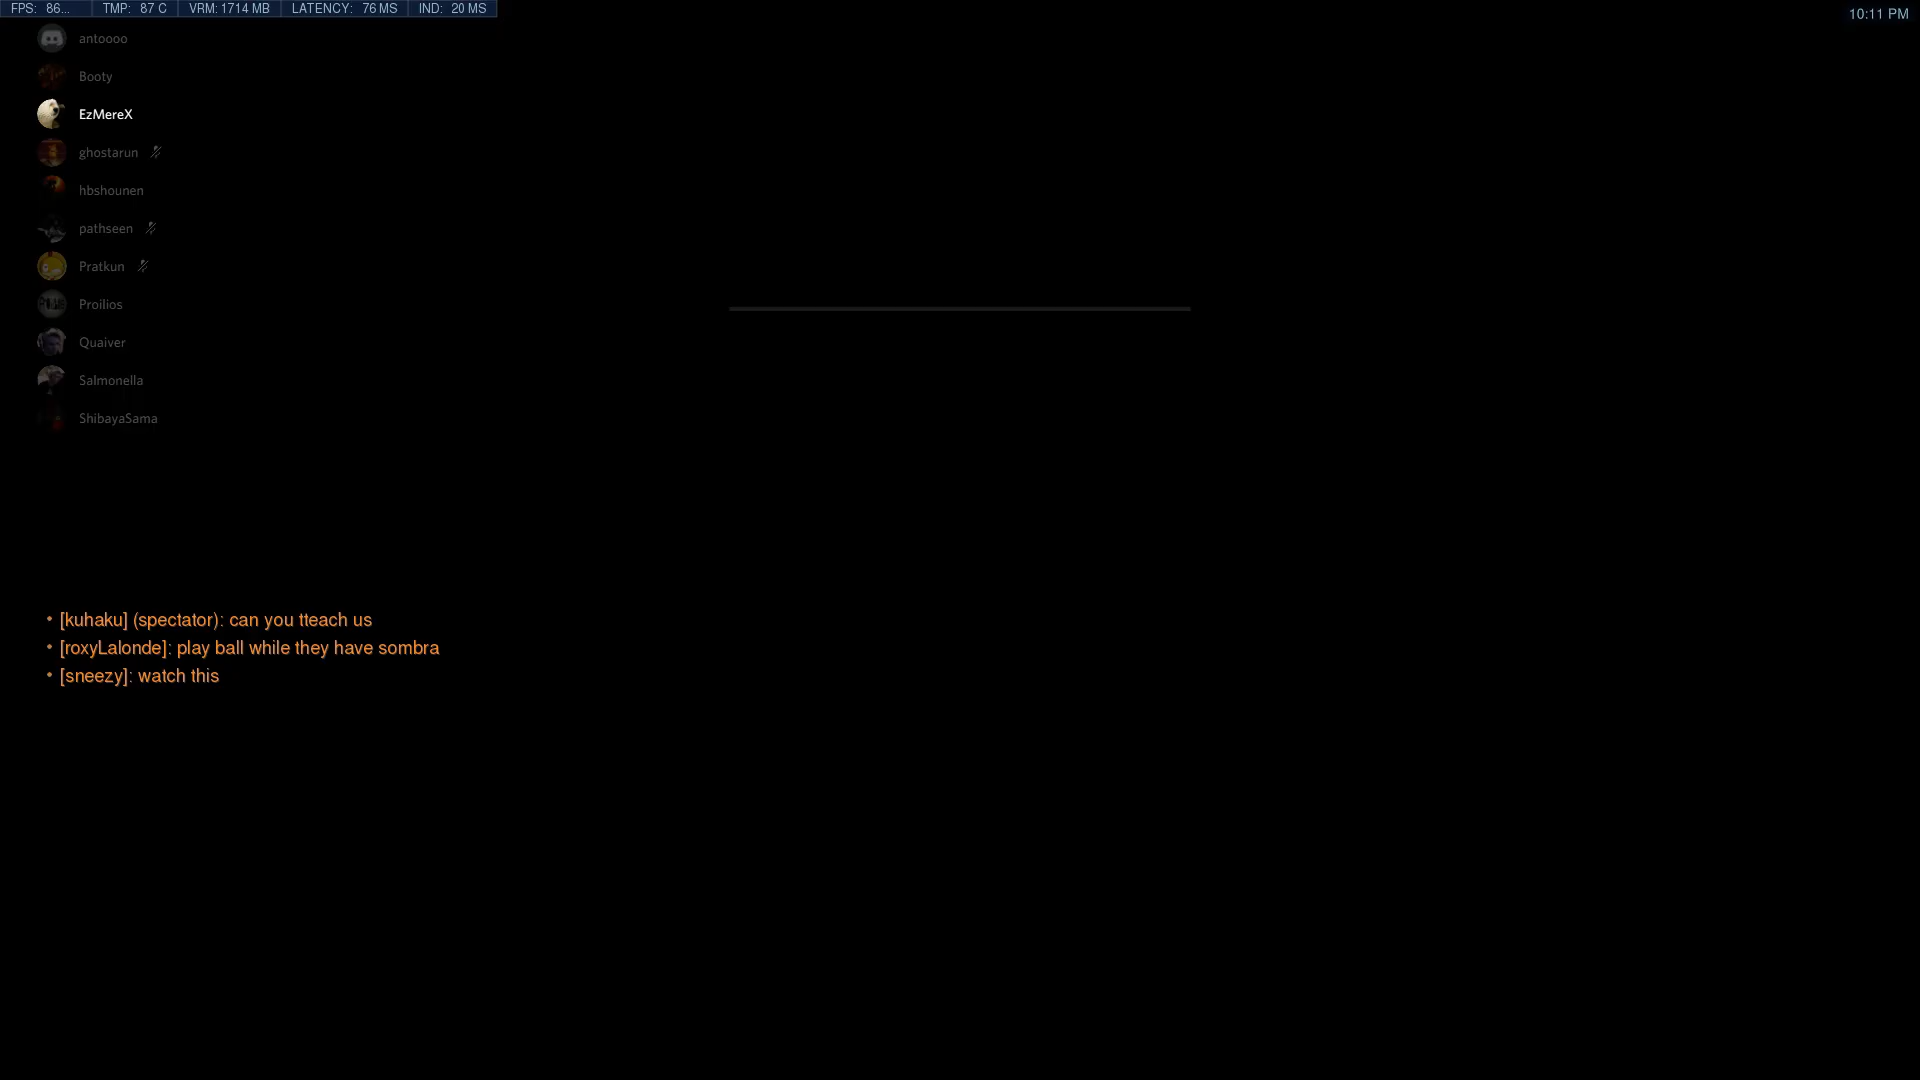 FPS: 86... TMP: 87 C VRM: 1714 MB LATENCY: 76 MS IND: 20 MS
10:11 PM
antoooo
Booty
EzMereX
ghostarun
hbshounen
pathseen
Pratkun
Proilios
Quaiver
Salmonella
ShibayaSama
• [kuhaku] (spectator): can you tteach us
• [roxyLalonde]: play ball while they have sombra
• [sneezy]: watch this